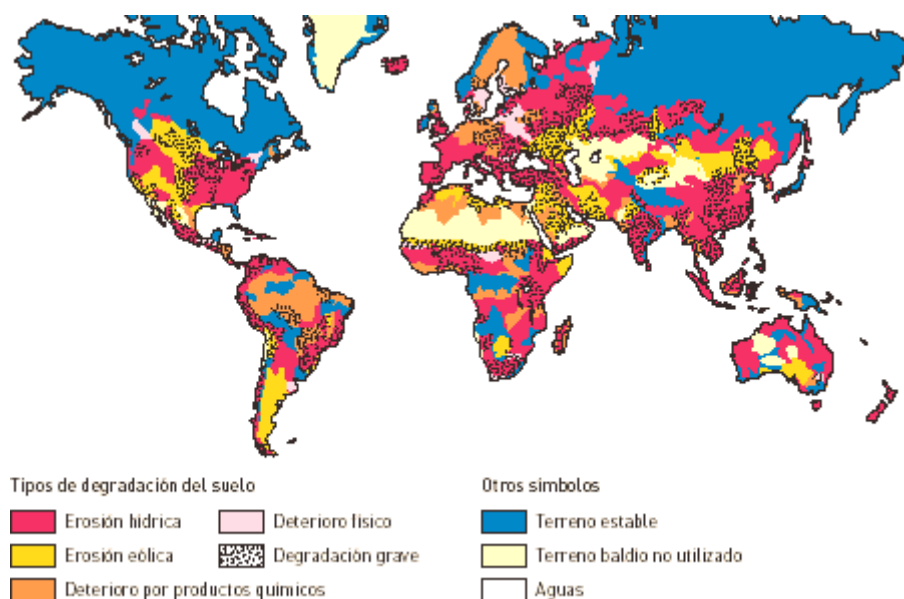 Tipos de degradación del suelo
Erosión hídrica
Deterioro físico
Erosión eólica
Degradación grave
Deterioro por productos químicos
Otros símbolos
Terreno estable
Terreno baldío no utilizado
Aguas